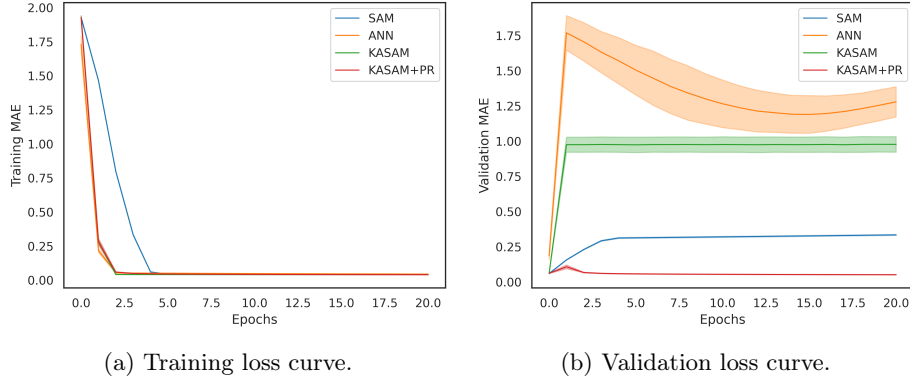 2.00
1.75
1.50
1.25
1.00
0.75
0.50
0.25
0.00
Training MAE
SAM
ANN
KASAM
KASAM+PR
0.0 2.5 5.0 7.5 10.0 12.5 15.0 17.5 20.0
Epochs
(a) Training loss curve.
1.75
1.50
1.25
1.00
0.75
0.50
0.25
0.00
Validation MAE
SAM
ANN
KASAM
KASAM+PR
0.0 2.5 5.0 7.5 10.0 12.5 15.0 17.5 20.0
Epochs
(b) Validation loss curve.